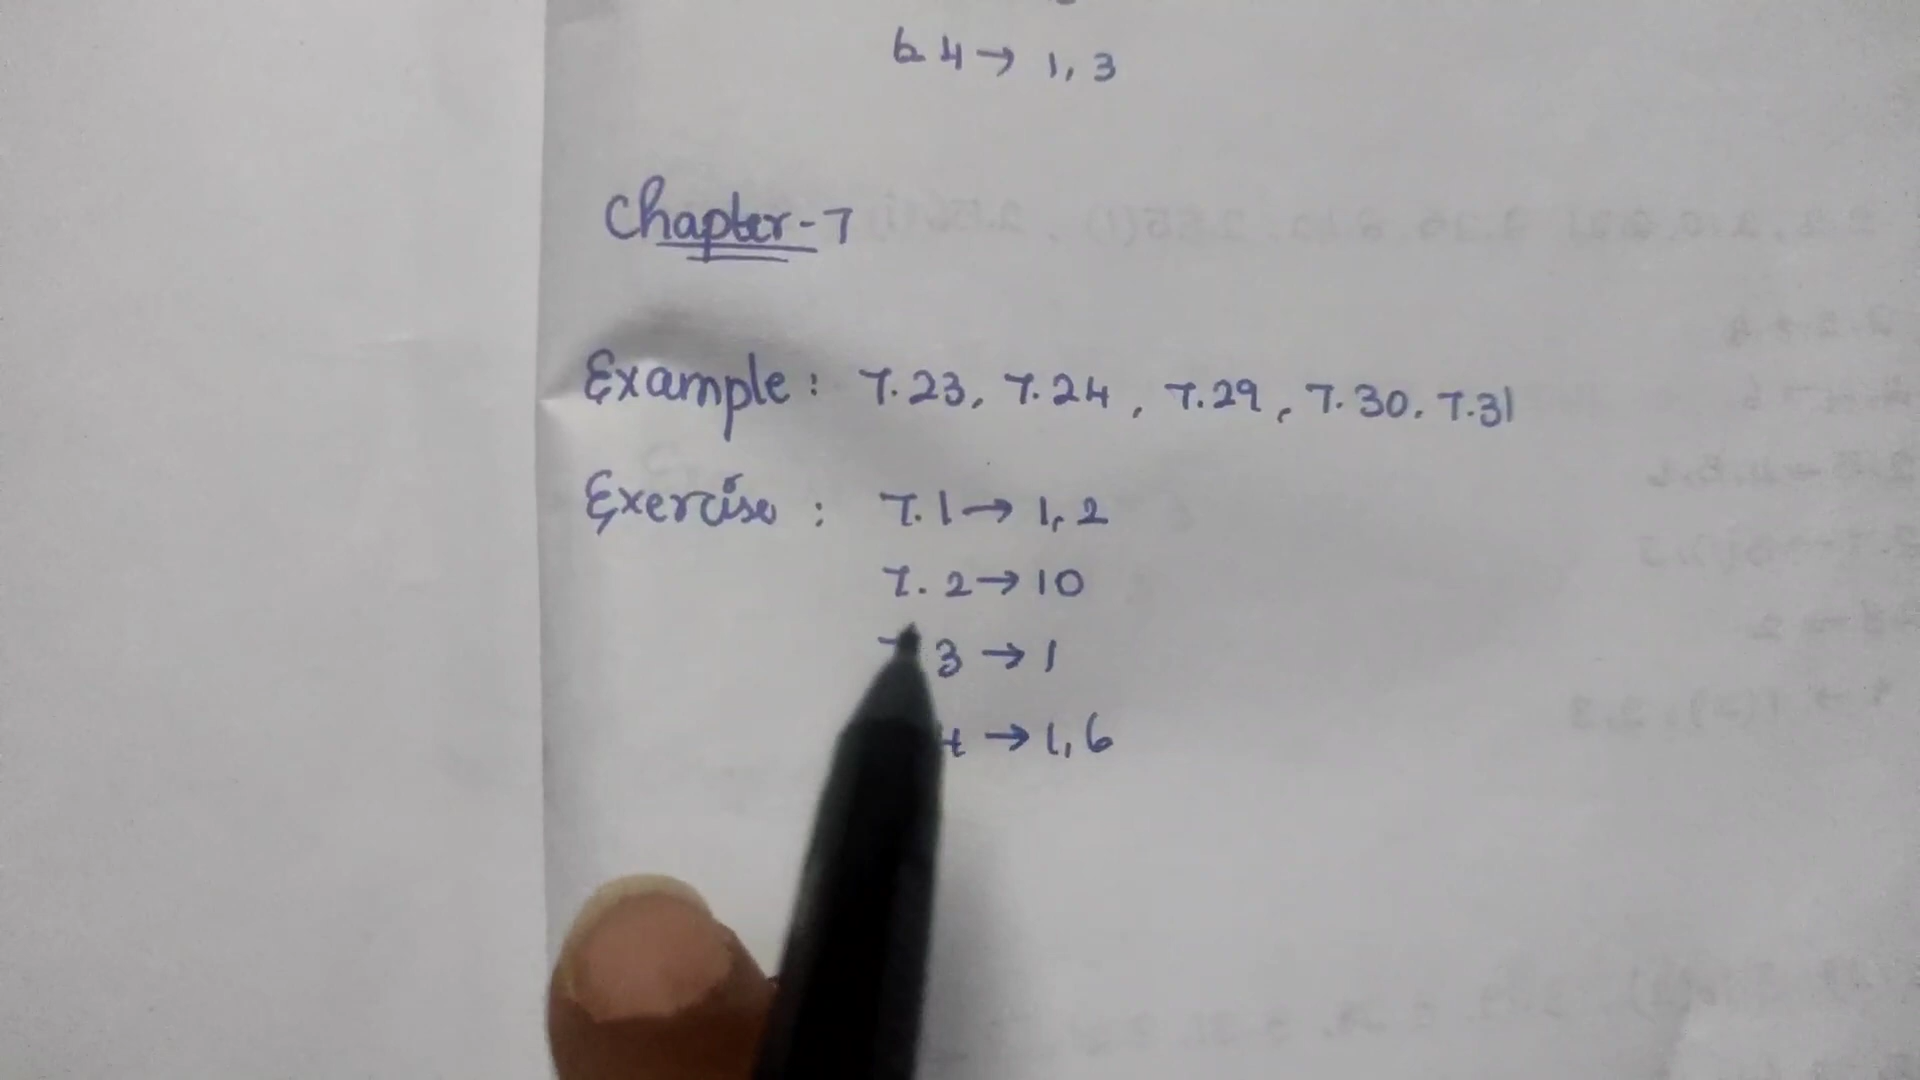 6.4 → 1, 3
Chapter-7
Example: 7.23, 7.24, 7.29, 7.30, 7.31
Exercise: 7.1 → 1, 2
7.2 → 10
3 → 1
4 → 1, 6